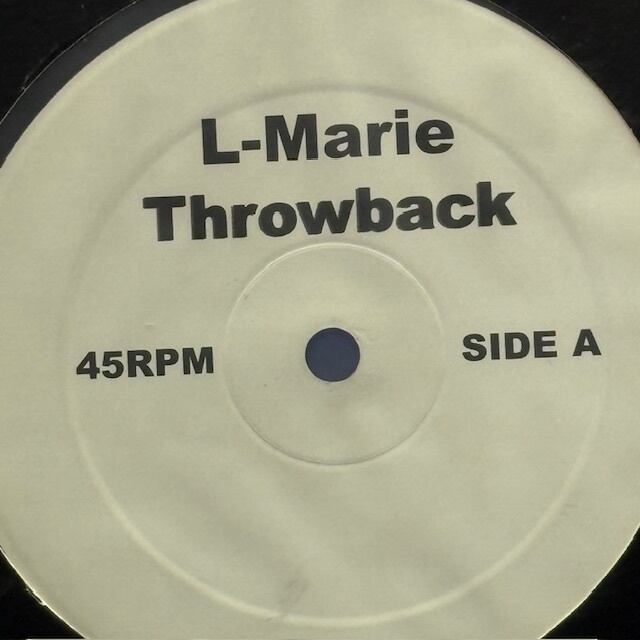 L-Marie
Throwback
45RPM
SIDE A